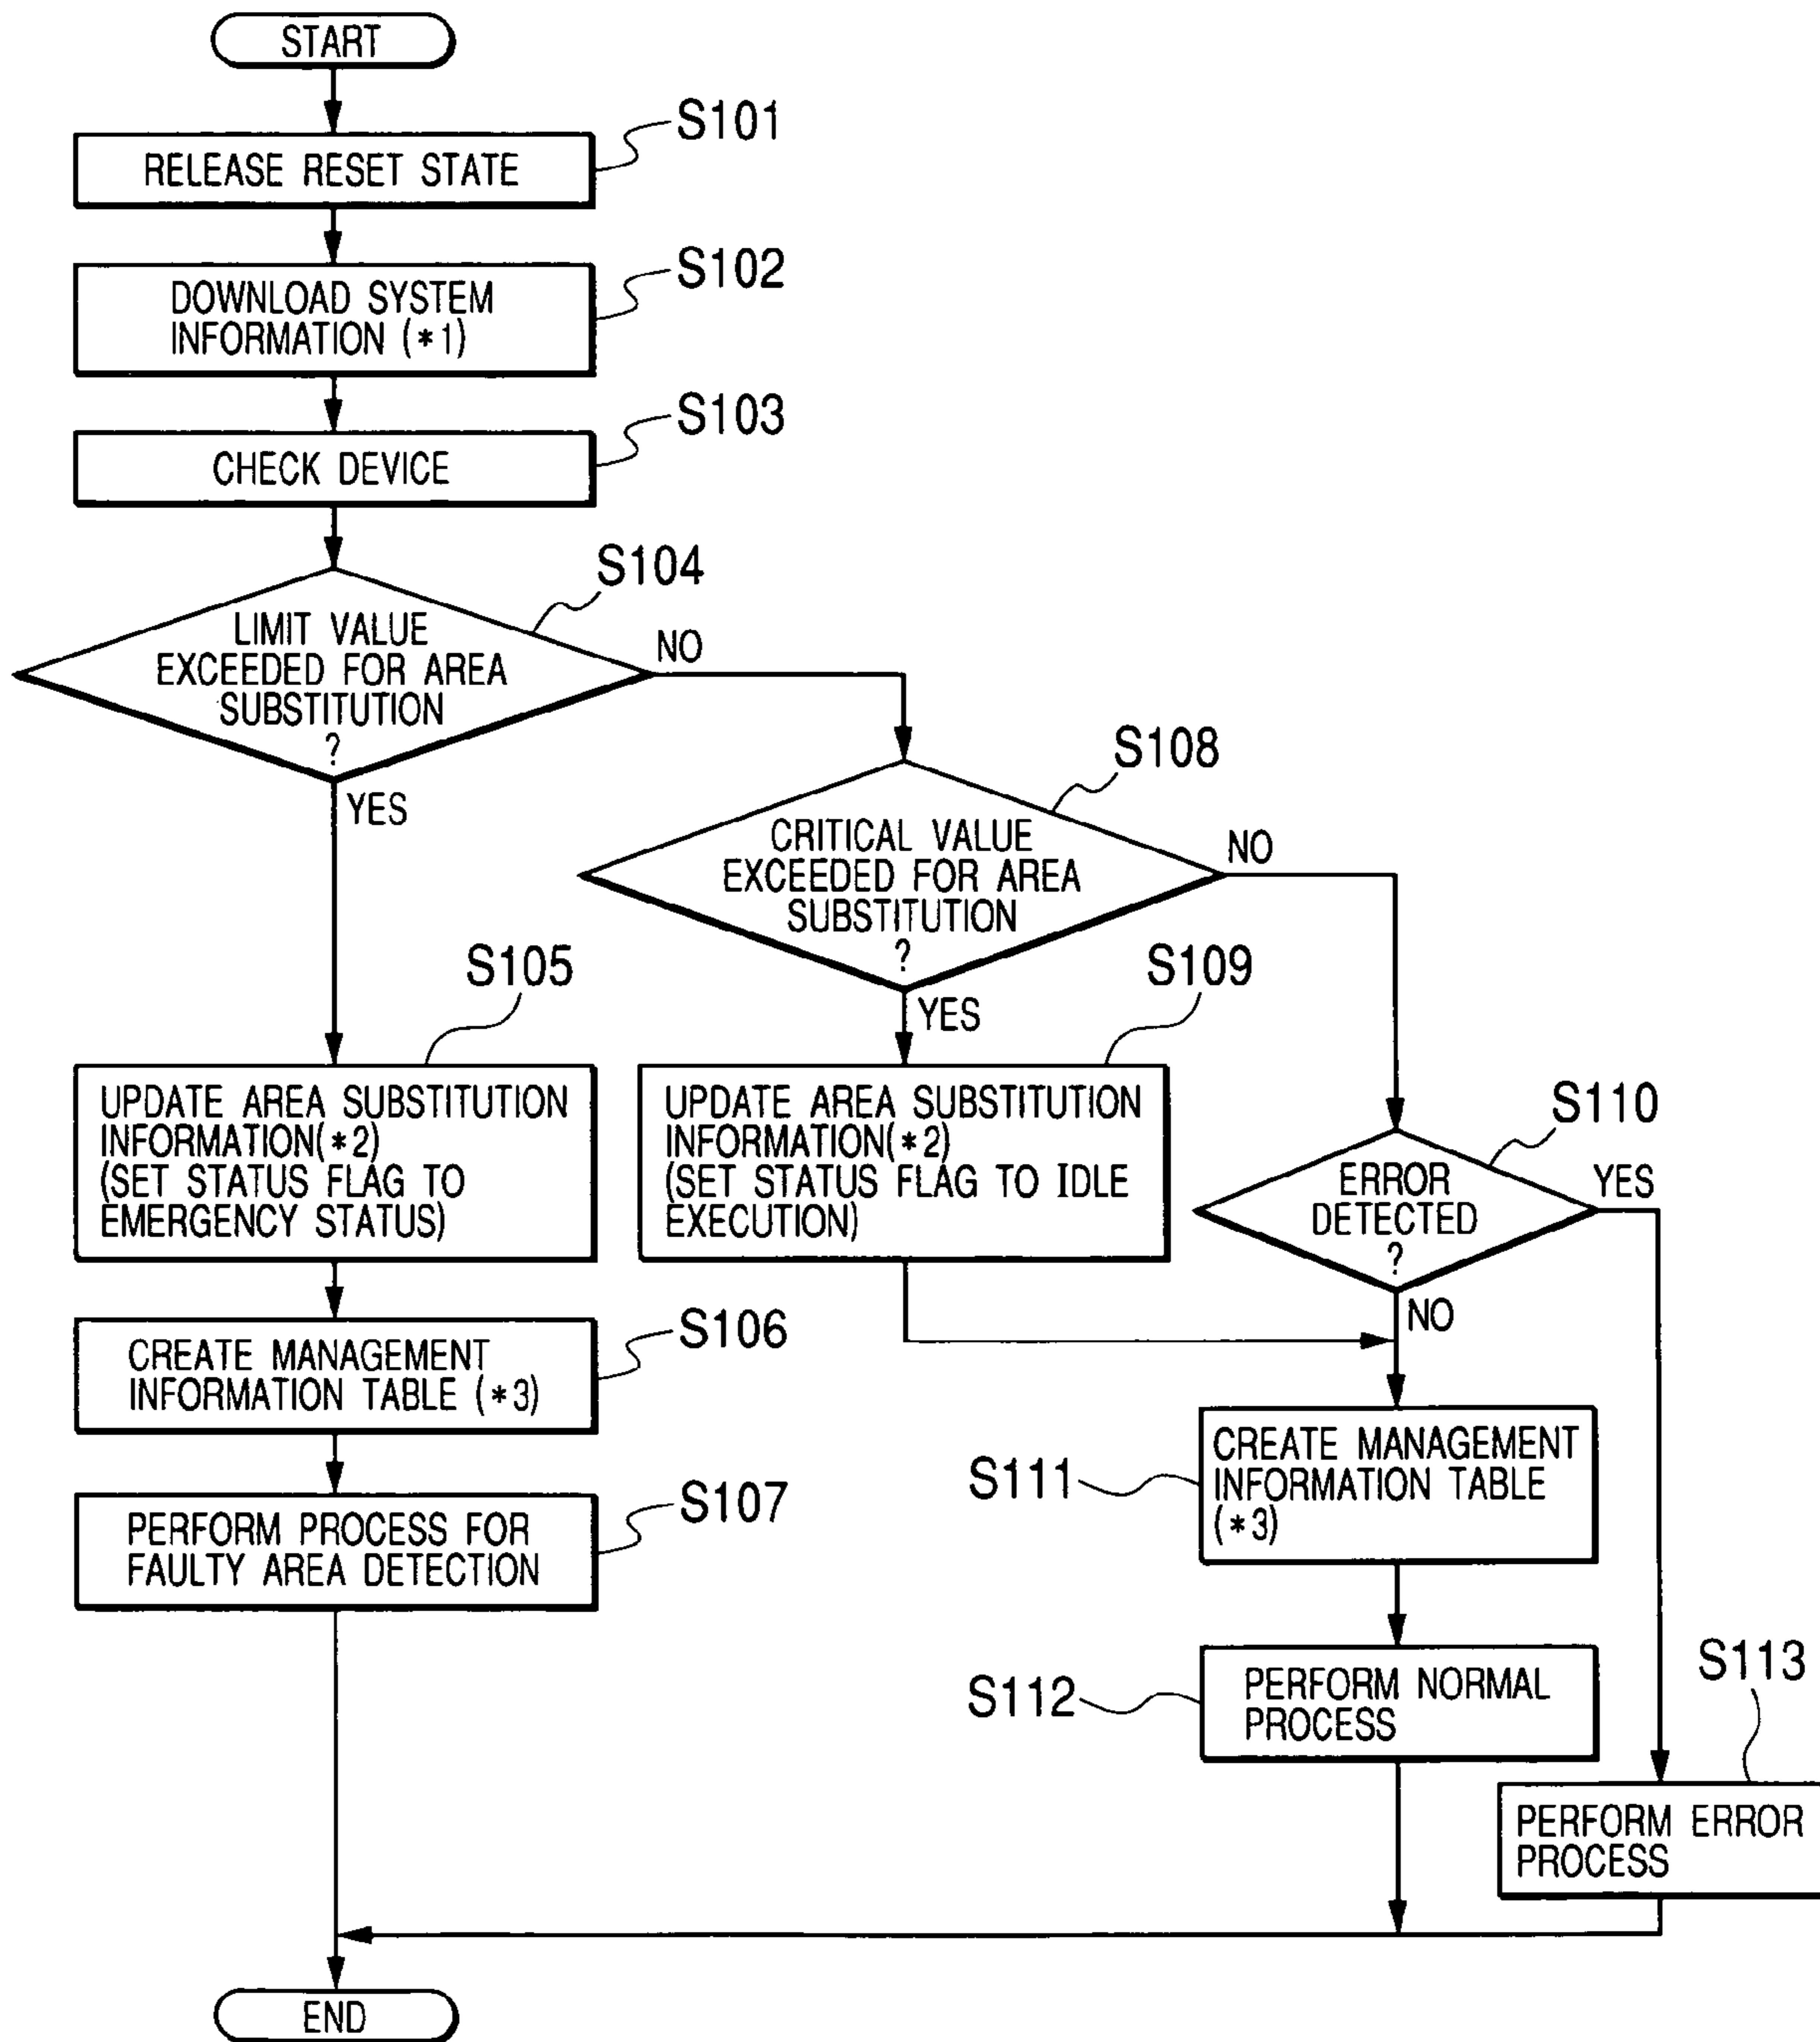 START
S101
RELEASE RESET STATE
S102
DOWNLOAD SYSTEM
INFORMATION (*1)
S103
CHECK DEVICE
S104
LIMIT VALUE
EXCEEDED FOR AREA
SUBSTITUTION
?
NO
YES
S108
CRITICAL VALUE
EXCEEDED FOR AREA
SUBSTITUTION
?
NO
YES
S105
UPDATE AREA SUBSTITUTION
INFORMATION(*2)
(SET STATUS FLAG TO
EMERGENCY STATUS)
S109
UPDATE AREA SUBSTITUTION
INFORMATION(*2)
(SET STATUS FLAG TO IDLE
EXECUTION)
S110
ERROR
DETECTED
?
YES
NO
S106
CREATE MANAGEMENT
INFORMATION TABLE (*3)
S107
PERFORM PROCESS FOR
FAULTY AREA DETECTION
S111
CREATE MANAGEMENT
INFORMATION TABLE
(*3)
S112
PERFORM NORMAL
PROCESS
S113
PERFORM ERROR
PROCESS
END